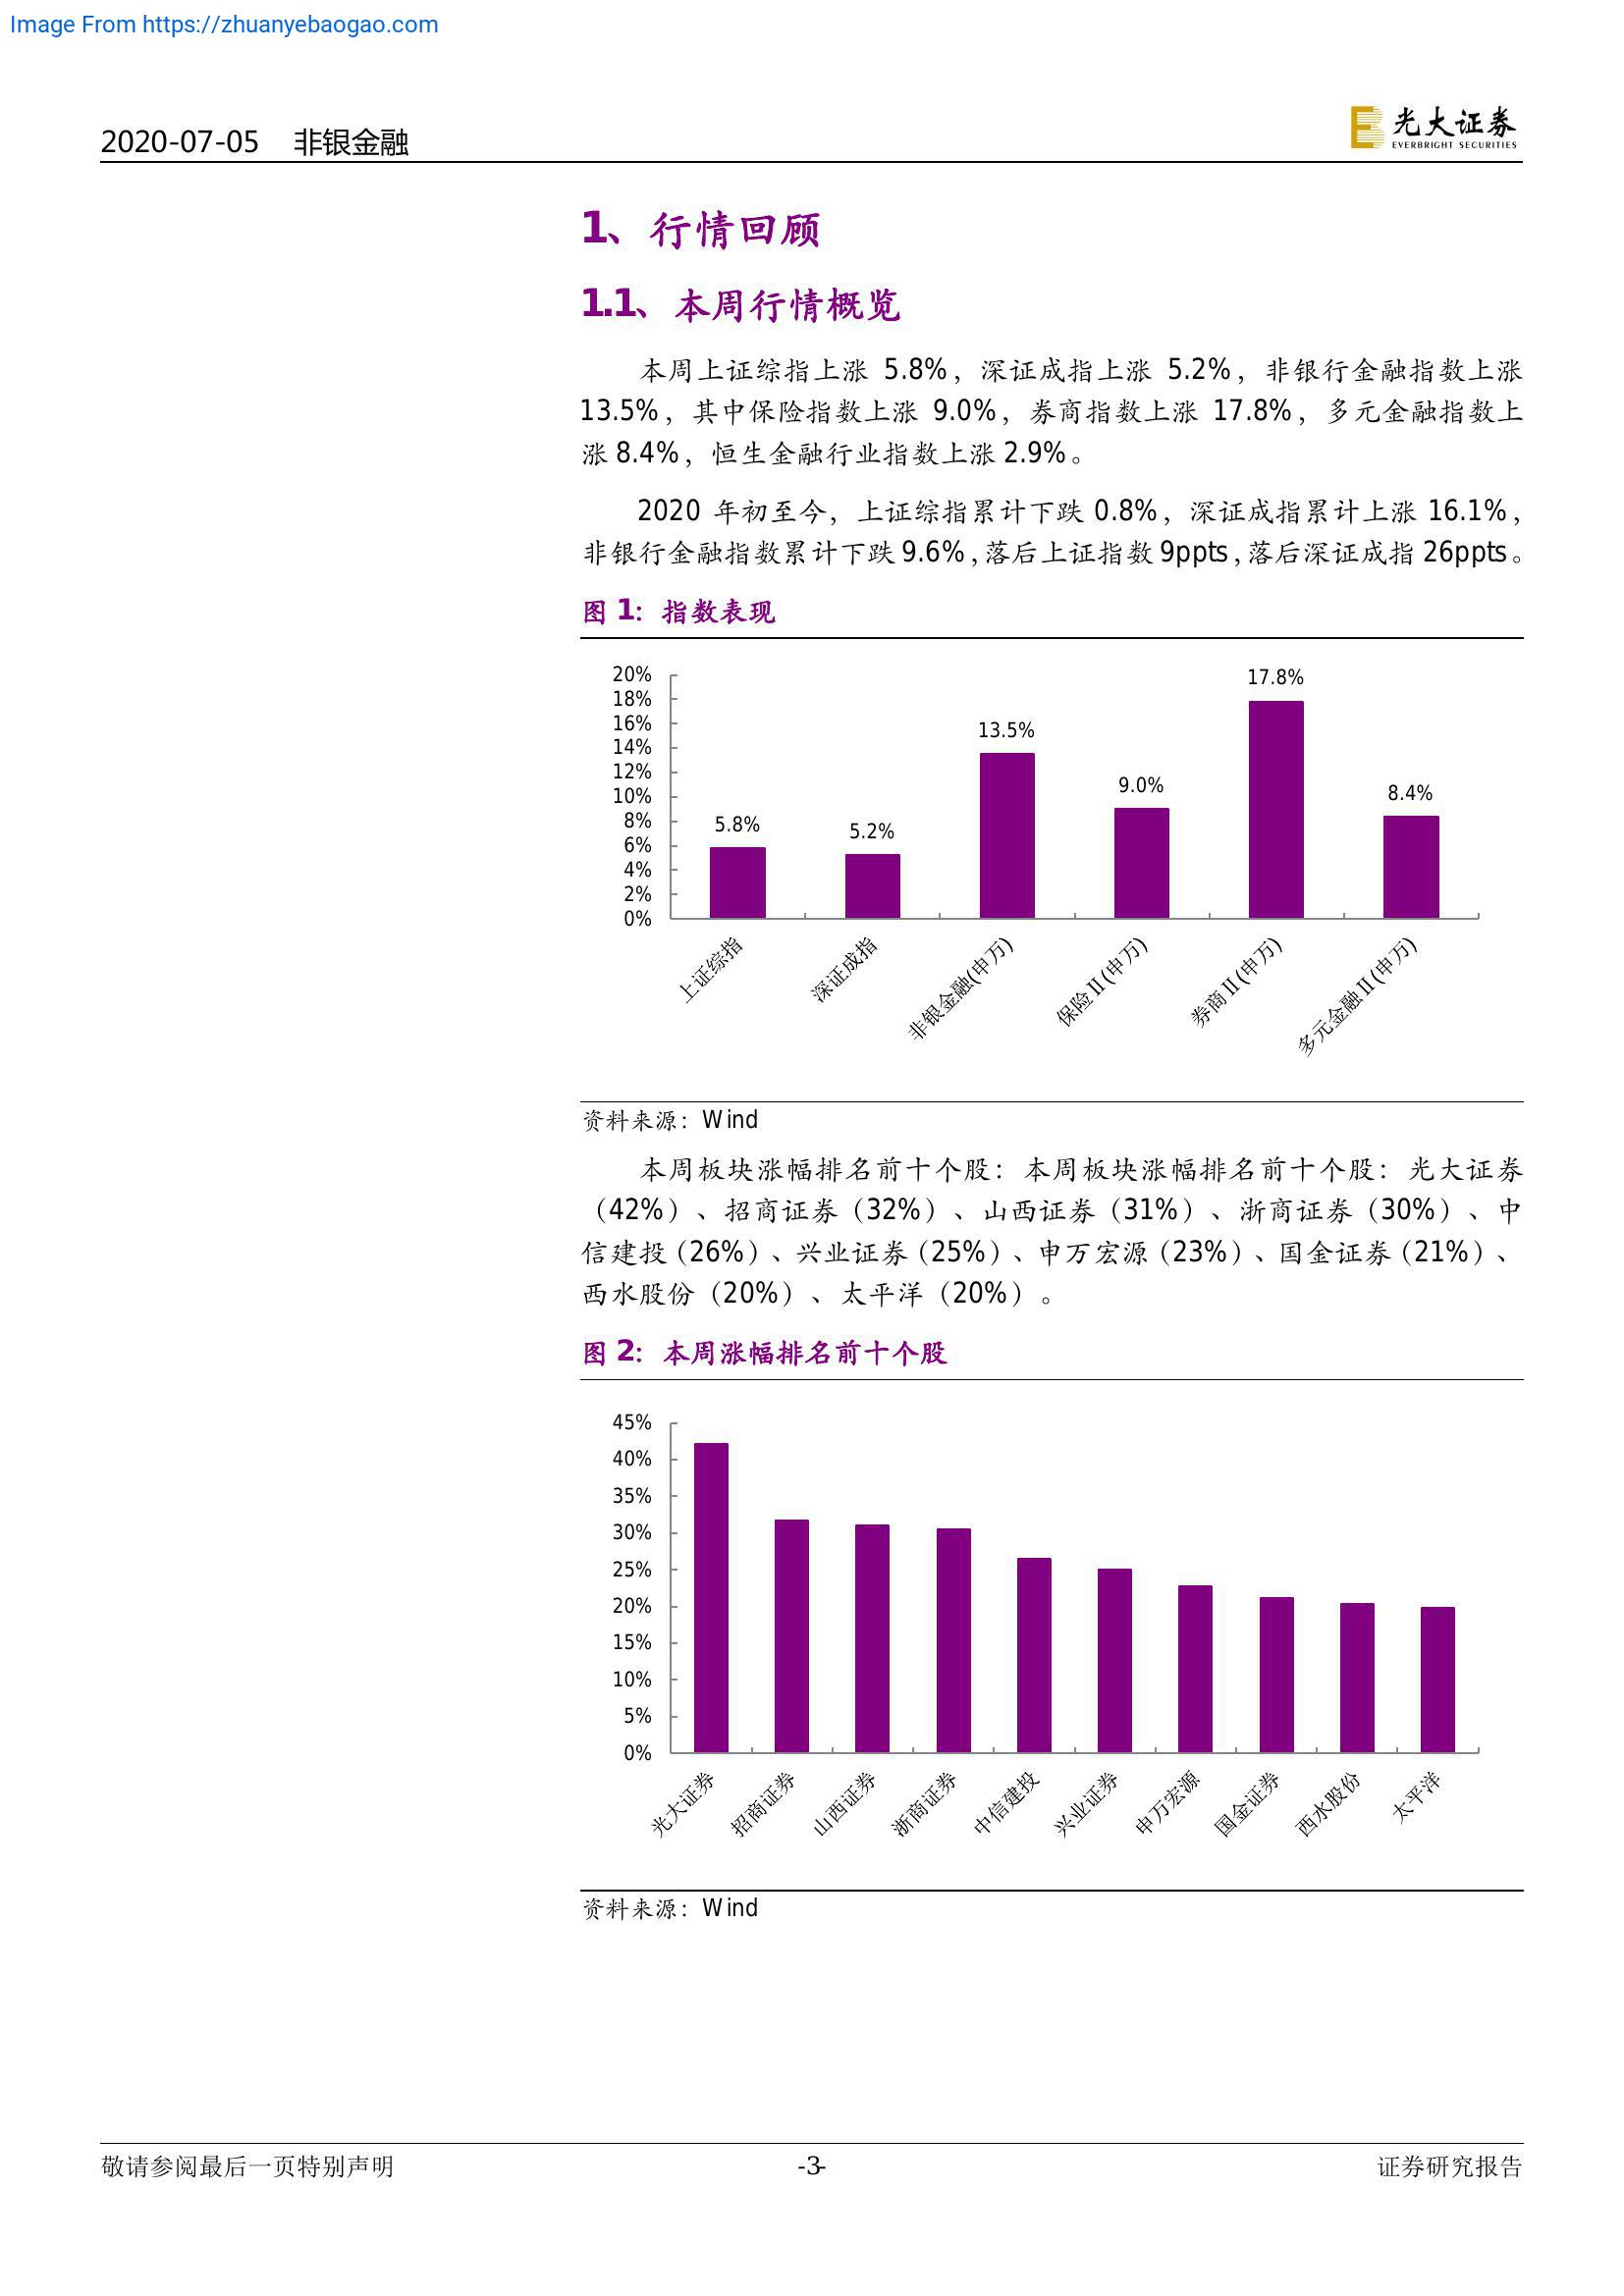 Image From https://zhuanyebaogao.com
2020-07-05 非银金融
光大证券
EVERBRIGHT SECURITIES
1、行情回顾
1.1、本周行情概览
本周上证综指上涨 5.8%，深证成指上涨 5.2%，非银行金融指数上涨
13.5%，其中保险指数上涨 9.0%，券商指数上涨 17.8%，多元金融指数上
涨 8.4%，恒生金融行业指数上涨 2.9%。
2020 年初至今，上证综指累计下跌 0.8%，深证成指累计上涨 16.1%，
非银行金融指数累计下跌 9.6%，落后上证指数 9ppts，落后深证成指 26ppts。
图 1：指数表现
20%
18%
16%
14%
12%
10%
8%
6%
4%
2%
0%
5.8%
5.2%
13.5%
9.0%
17.8%
8.4%
上证综指
深证成指
非银金融(申万)
保险Ⅱ(申万)
券商Ⅱ(申万)
多元金融Ⅱ(申万)
资料来源：Wind
本周板块涨幅排名前十个股：本周板块涨幅排名前十个股：光大证券
（42%）、招商证券（32%）、山西证券（31%）、浙商证券（30%）、中
信建投（26%）、兴业证券（25%）、申万宏源（23%）、国金证券（21%）、
西水股份（20%）、太平洋（20%）。
图 2：本周涨幅排名前十个股
45%
40%
35%
30%
25%
20%
15%
10%
5%
0%
光大证券
招商证券
山西证券
浙商证券
中信建投
兴业证券
申万宏源
国金证券
西水股份
太平洋
资料来源：Wind
敬请参阅最后一页特别声明
-3-
证券研究报告